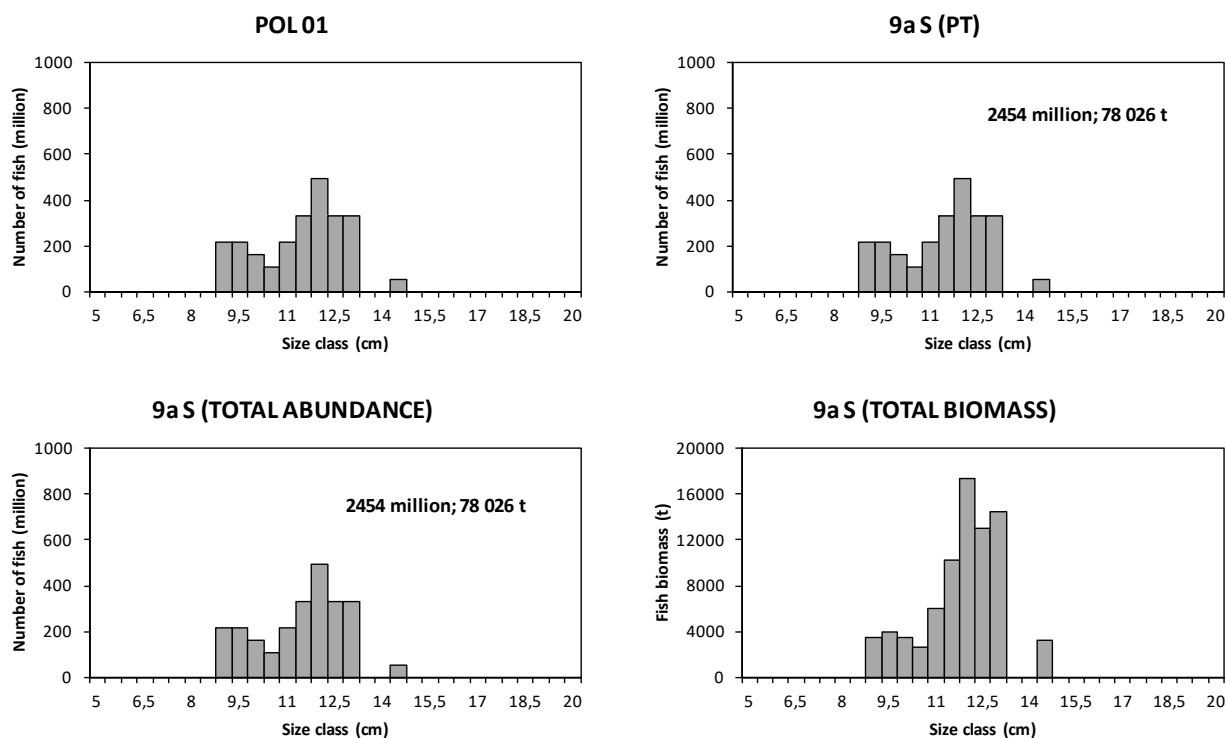 POL 01
Number of fish (million)
1000
800
600
400
200
0
5 6,5 8 9,5 11 12,5 14 15,5 17 18,5 20
Size class (cm)
9a S (PT)
2454 million; 78 026 t
Number of fish (million)
1000
800
600
400
200
0
5 6,5 8 9,5 11 12,5 14 15,5 17 18,5 20
Size class (cm)
9a S (TOTAL ABUNDANCE)
2454 million; 78 026 t
Number of fish (million)
1000
800
600
400
200
0
5 6,5 8 9,5 11 12,5 14 15,5 17 18,5 20
Size class (cm)
9a S (TOTAL BIOMASS)
Fish biomass (t)
20000
16000
12000
8000
4000
0
5 6,5 8 9,5 11 12,5 14 15,5 17 18,5 20
Size class (cm)